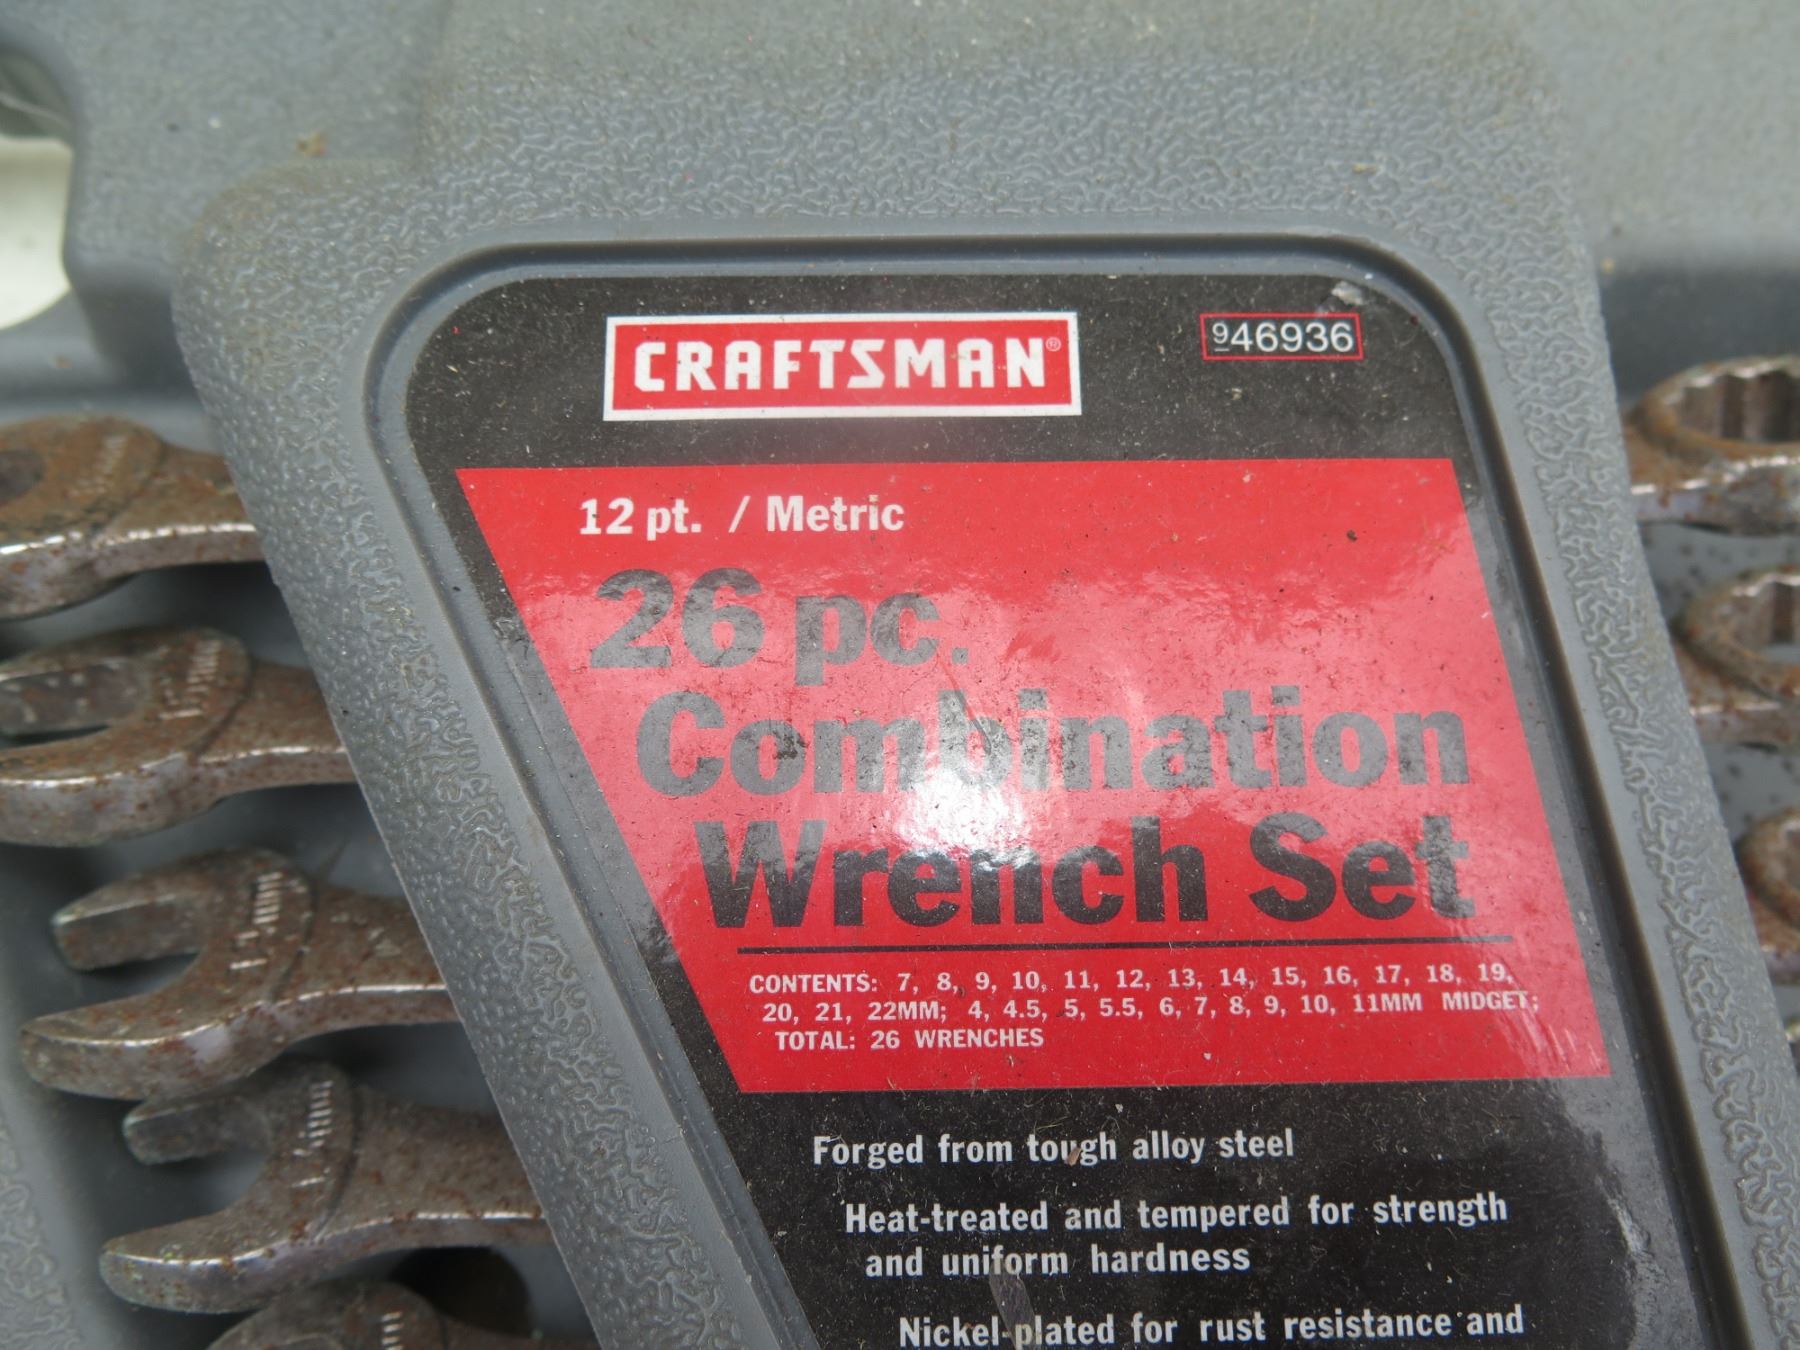 CRAFTSMAN®
946936
12 pt. / Metric
26 pc.
Combination
Wrench Set
CONTENTS: 7, 8, 9, 10, 11, 12, 13, 14, 15, 16, 17, 18, 19,
20, 21, 22MM; 4, 4.5, 5, 5.5, 6, 7, 8, 9, 10, 11MM MIDGET;
TOTAL: 26 WRENCHES
Forged from tough alloy steel
Heat-treated and tempered for strength
and uniform hardness
Nickel-plated for rust resistance and